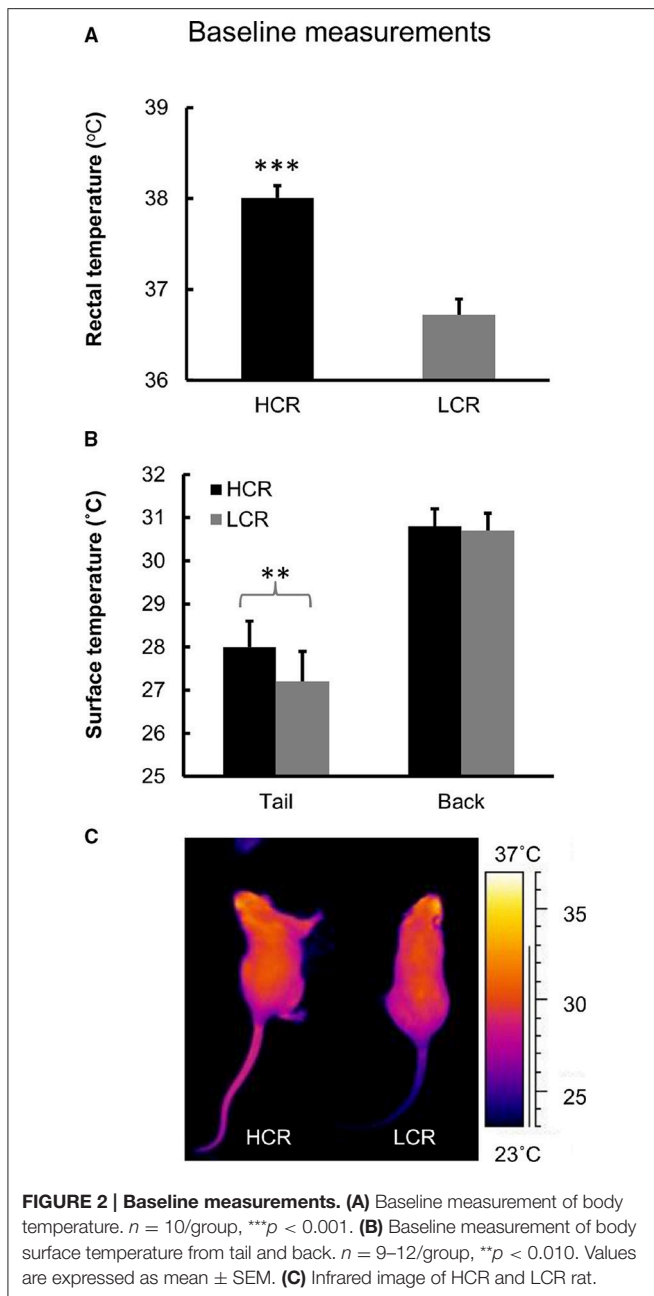 A
Baseline measurements
Rectal temperature (°C)
39
38
37
36
***
HCR
LCR
B
Surface temperature (°C)
32
31
30
29
28
27
26
25
HCR
LCR
**
Tail
Back
C
HCR
LCR
37°C
35
30
25
23°C
FIGURE 2 | Baseline measurements. (A) Baseline measurement of body
temperature. n = 10/group, ***p < 0.001. (B) Baseline measurement of body
surface temperature from tail and back. n = 9–12/group, **p < 0.010. Values
are expressed as mean ± SEM. (C) Infrared image of HCR and LCR rat.